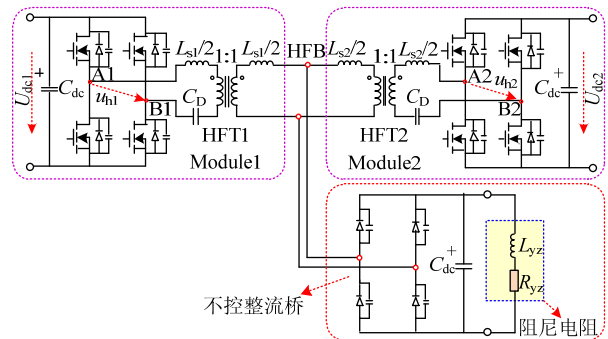 L_s1/2 1:1 L_s1/2 HFB L_s2/2 1:1 L_s2/2
U_dc1 + C_dc A1 u_h1 B1 C_D HFT1 Module1
HFT2 Module2 C_D A2 u_h2 B2 C_dc + U_dc2
C_dc + L_yz R_yz
不控整流桥
阻尼电阻